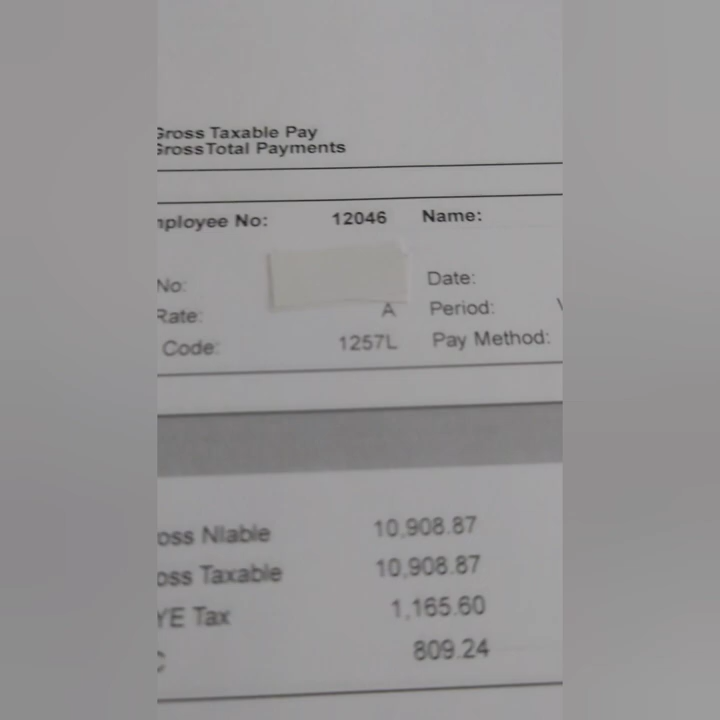 Gross Taxable Pay
GrossTotal Payments
mployee No: 12046 Name:
No: Date:
Rate: A Period:
Code: 1257L Pay Method:
oss NIable 10,908.87
oss Taxable 10,908.87
YE Tax 1,165.60
C 809.24